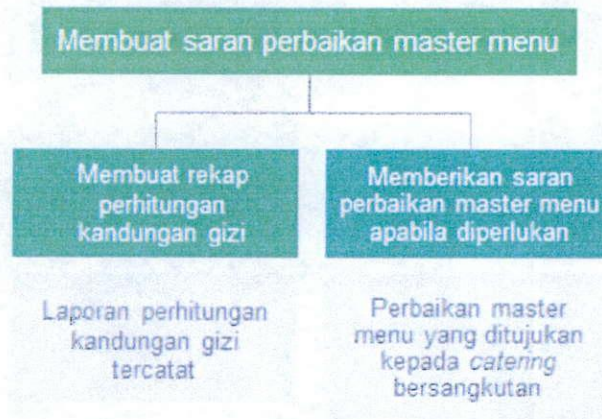 Membuat saran perbaikan master menu
Membuat rekap
perhitungan
kandungan gizi
Memberikan saran
perbaikan master menu
apabila diperlukan
Laporan perhitungan
kandungan gizi
tercatat
Perbaikan master
menu yang ditujukan
kepada catering
bersangkutan